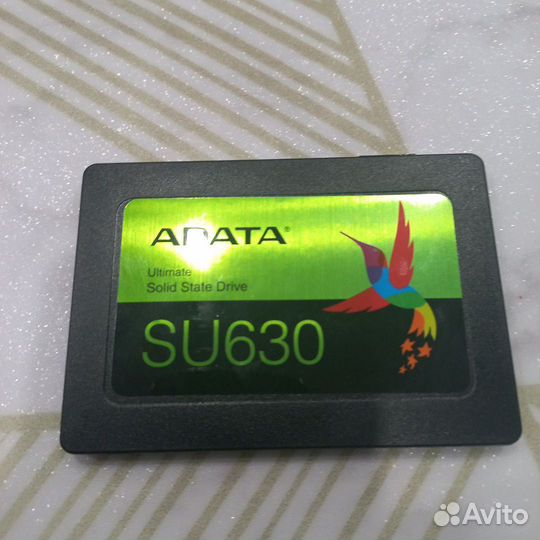 ADATA®
Ultimate
Solid State Drive
SU630
Avito